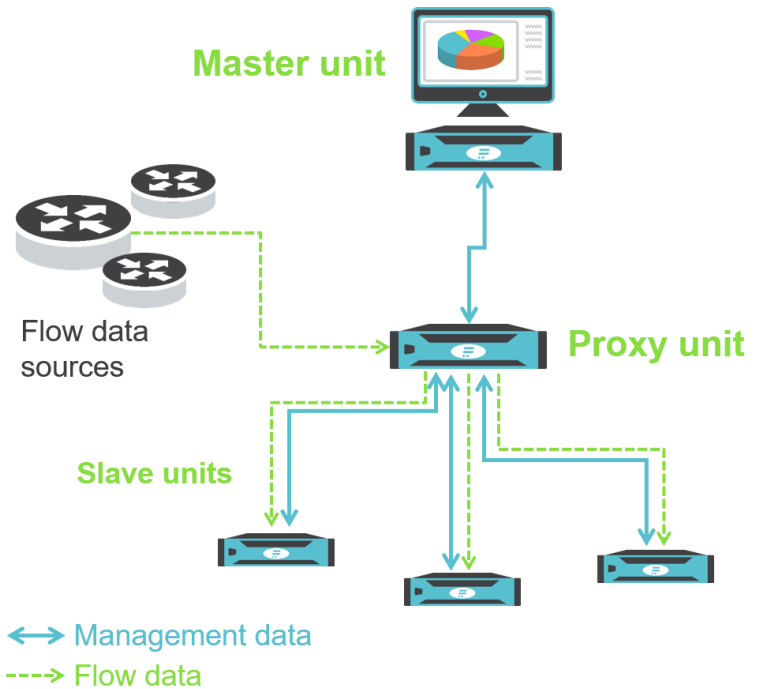 Master unit
Flow data
sources
Proxy unit
Slave units
Management data
Flow data